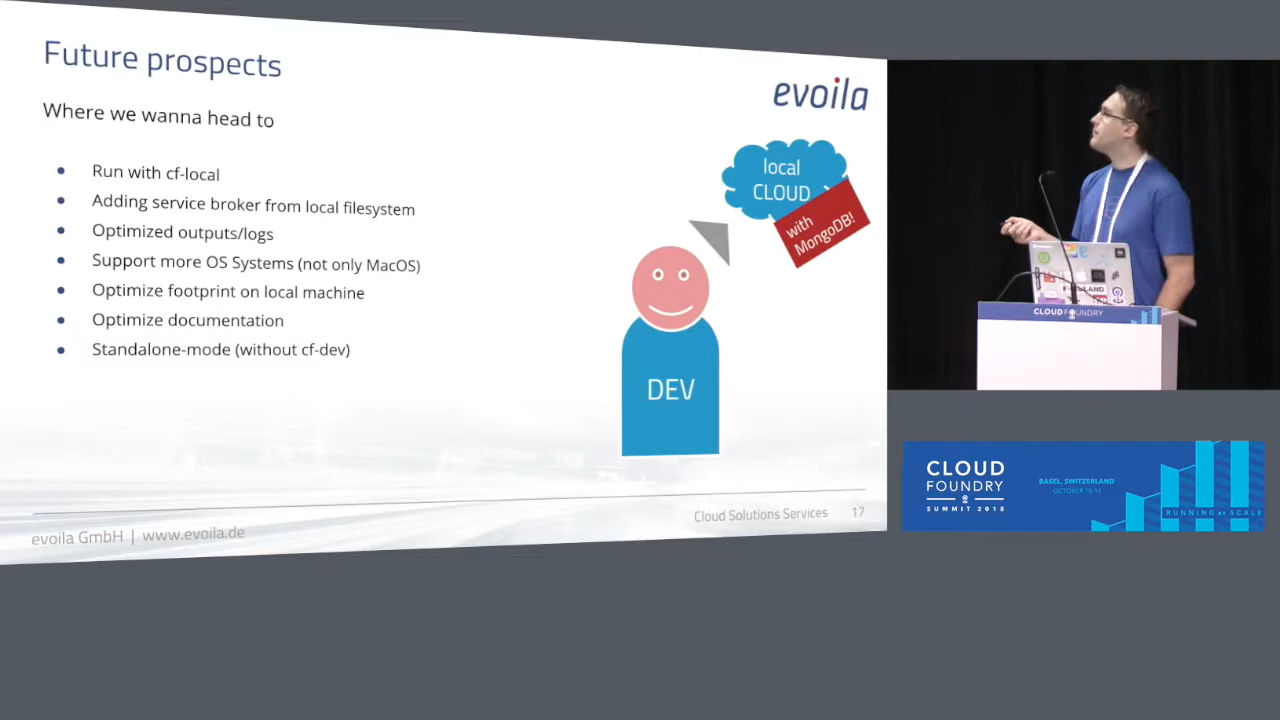 Future prospects
evoila
Where we wanna head to
Run with cf-local
Adding service broker from local filesystem
Optimized outputs/logs
Support more OS Systems (not only MacOS)
Optimize footprint on local machine
Optimize documentation
Standalone-mode (without cf-dev)
local
CLOUD
with
MongoDB!
DEV
evoila GmbH | www.evoila.de
Cloud Solutions Services 17
CLOUD FOUNDRY
CLOUD
FOUNDRY
SUMMIT 2018
BASEL, SWITZERLAND
OCTOBER 10-11
RUNNING AT SCALE